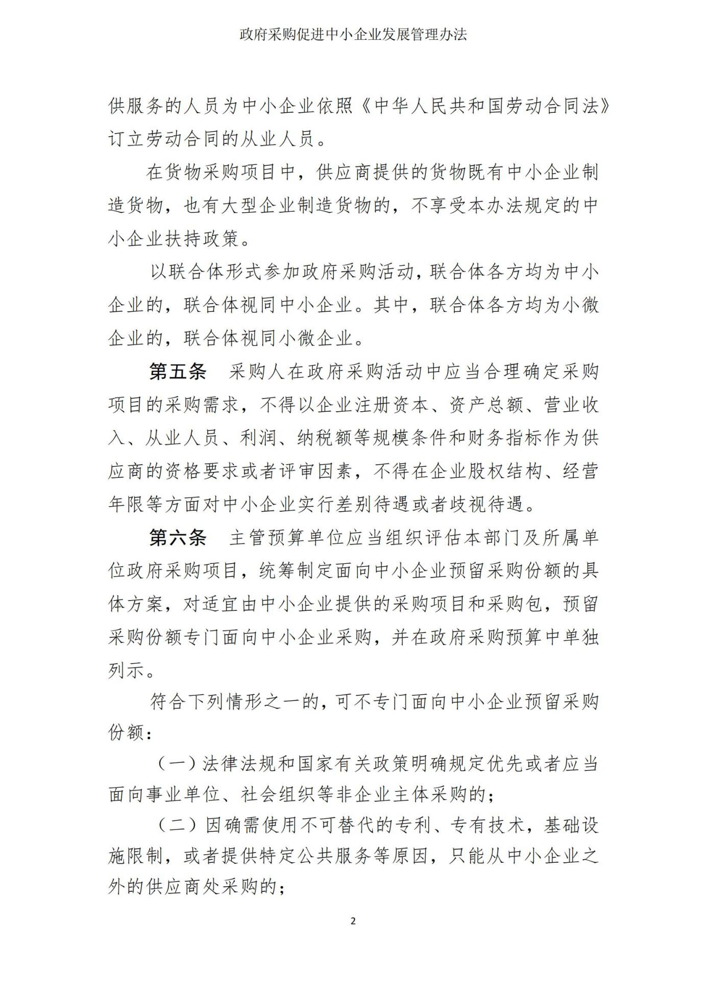 政府采购促进中小企业发展管理办法
供服务的人员为中小企业依照《中华人民共和国劳动合同法》
订立劳动合同的从业人员。
在货物采购项目中，供应商提供的货物既有中小企业制
造货物，也有大型企业制造货物的，不享受本办法规定的中
小企业扶持政策。
以联合体形式参加政府采购活动，联合体各方均为中小
企业的，联合体视同中小企业。其中，联合体各方均为小微
企业的，联合体视同小微企业。
第五条　采购人在政府采购活动中应当合理确定采购
项目的采购需求，不得以企业注册资本、资产总额、营业收
入、从业人员、利润、纳税额等规模条件和财务指标作为供
应商的资格要求或者评审因素，不得在企业股权结构、经营
年限等方面对中小企业实行差别待遇或者歧视待遇。
第六条　主管预算单位应当组织评估本部门及所属单
位政府采购项目，统筹制定面向中小企业预留采购份额的具
体方案，对适宜由中小企业提供的采购项目和采购包，预留
采购份额专门面向中小企业采购，并在政府采购预算中单独
列示。
符合下列情形之一的，可不专门面向中小企业预留采购
份额：
（一）法律法规和国家有关政策明确规定优先或者应当
面向事业单位、社会组织等非企业主体采购的；
（二）因确需使用不可替代的专利、专有技术，基础设
施限制，或者提供特定公共服务等原因，只能从中小企业之
外的供应商处采购的；
2